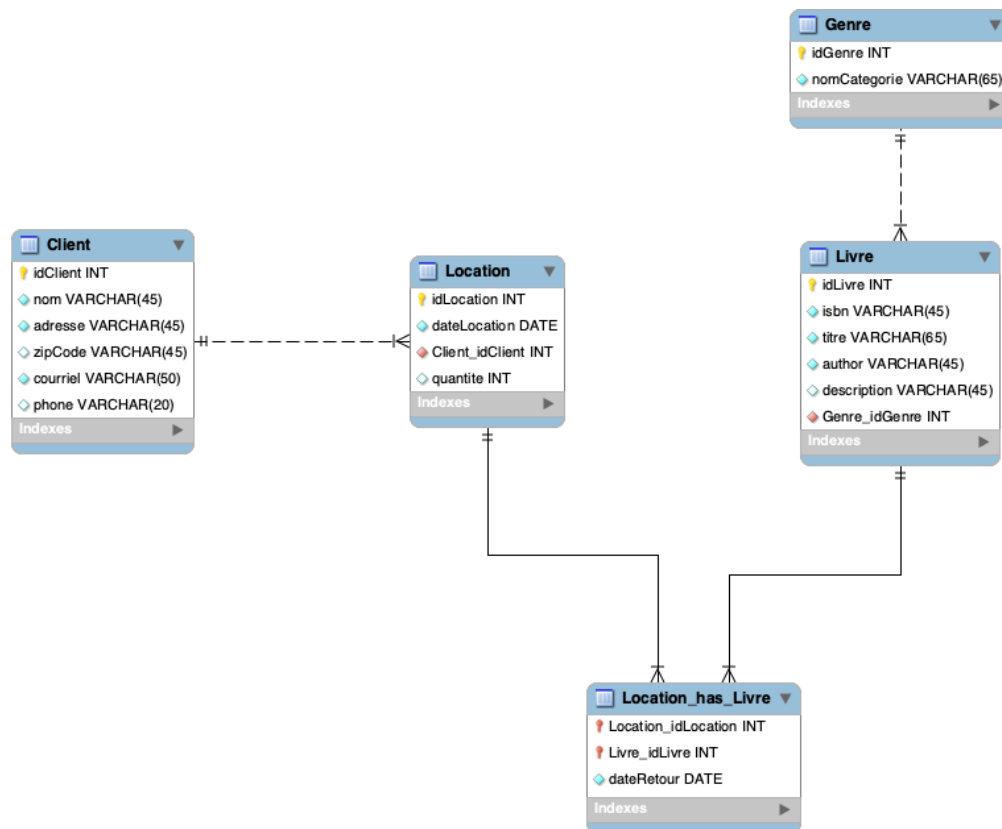 Genre
idGenre INT
nomCategorie VARCHAR(65)
Indexes
Client
idClient INT
nom VARCHAR(45)
adresse VARCHAR(45)
zipCode VARCHAR(45)
courriel VARCHAR(50)
phone VARCHAR(20)
Indexes
Location
idLocation INT
dateLocation DATE
Client_idClient INT
quantite INT
Indexes
Livre
idLivre INT
isbn VARCHAR(45)
titre VARCHAR(65)
author VARCHAR(45)
description VARCHAR(45)
Genre_idGenre INT
Indexes
Location_has_Livre
Location_idLocation INT
Livre_idLivre INT
dateRetour DATE
Indexes